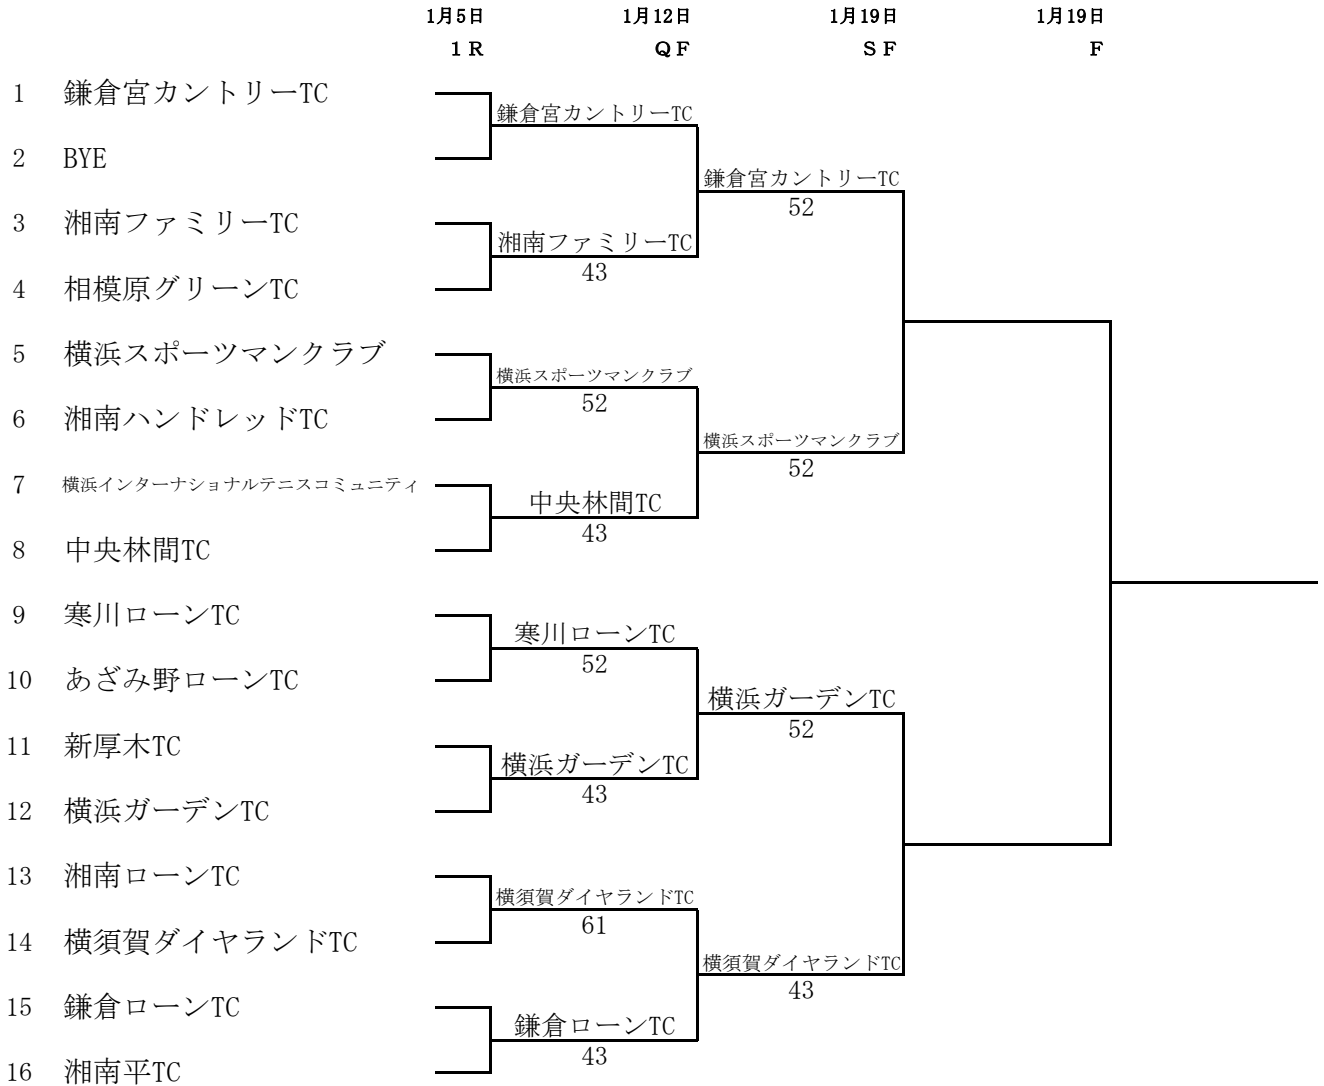 1月5日 1月12日 1月19日 1月19日
１Ｒ ＱＦ ＳＦ Ｆ
1 鎌倉宮カントリーTC
鎌倉宮カントリーTC
2 BYE
鎌倉宮カントリーTC
52
3 湘南ファミリーTC
湘南ファミリーTC
43
4 相模原グリーンTC
5 横浜スポーツマンクラブ
横浜スポーツマンクラブ
52
6 湘南ハンドレッドTC
横浜スポーツマンクラブ
52
7 横浜インターナショナルテニスコミュニティ
中央林間TC
43
8 中央林間TC
9 寒川ローンTC
寒川ローンTC
52
10 あざみ野ローンTC
横浜ガーデンTC
52
11 新厚木TC
横浜ガーデンTC
43
12 横浜ガーデンTC
13 湘南ローンTC
横須賀ダイヤランドTC
61
14 横須賀ダイヤランドTC
横須賀ダイヤランドTC
43
15 鎌倉ローンTC
鎌倉ローンTC
43
16 湘南平TC